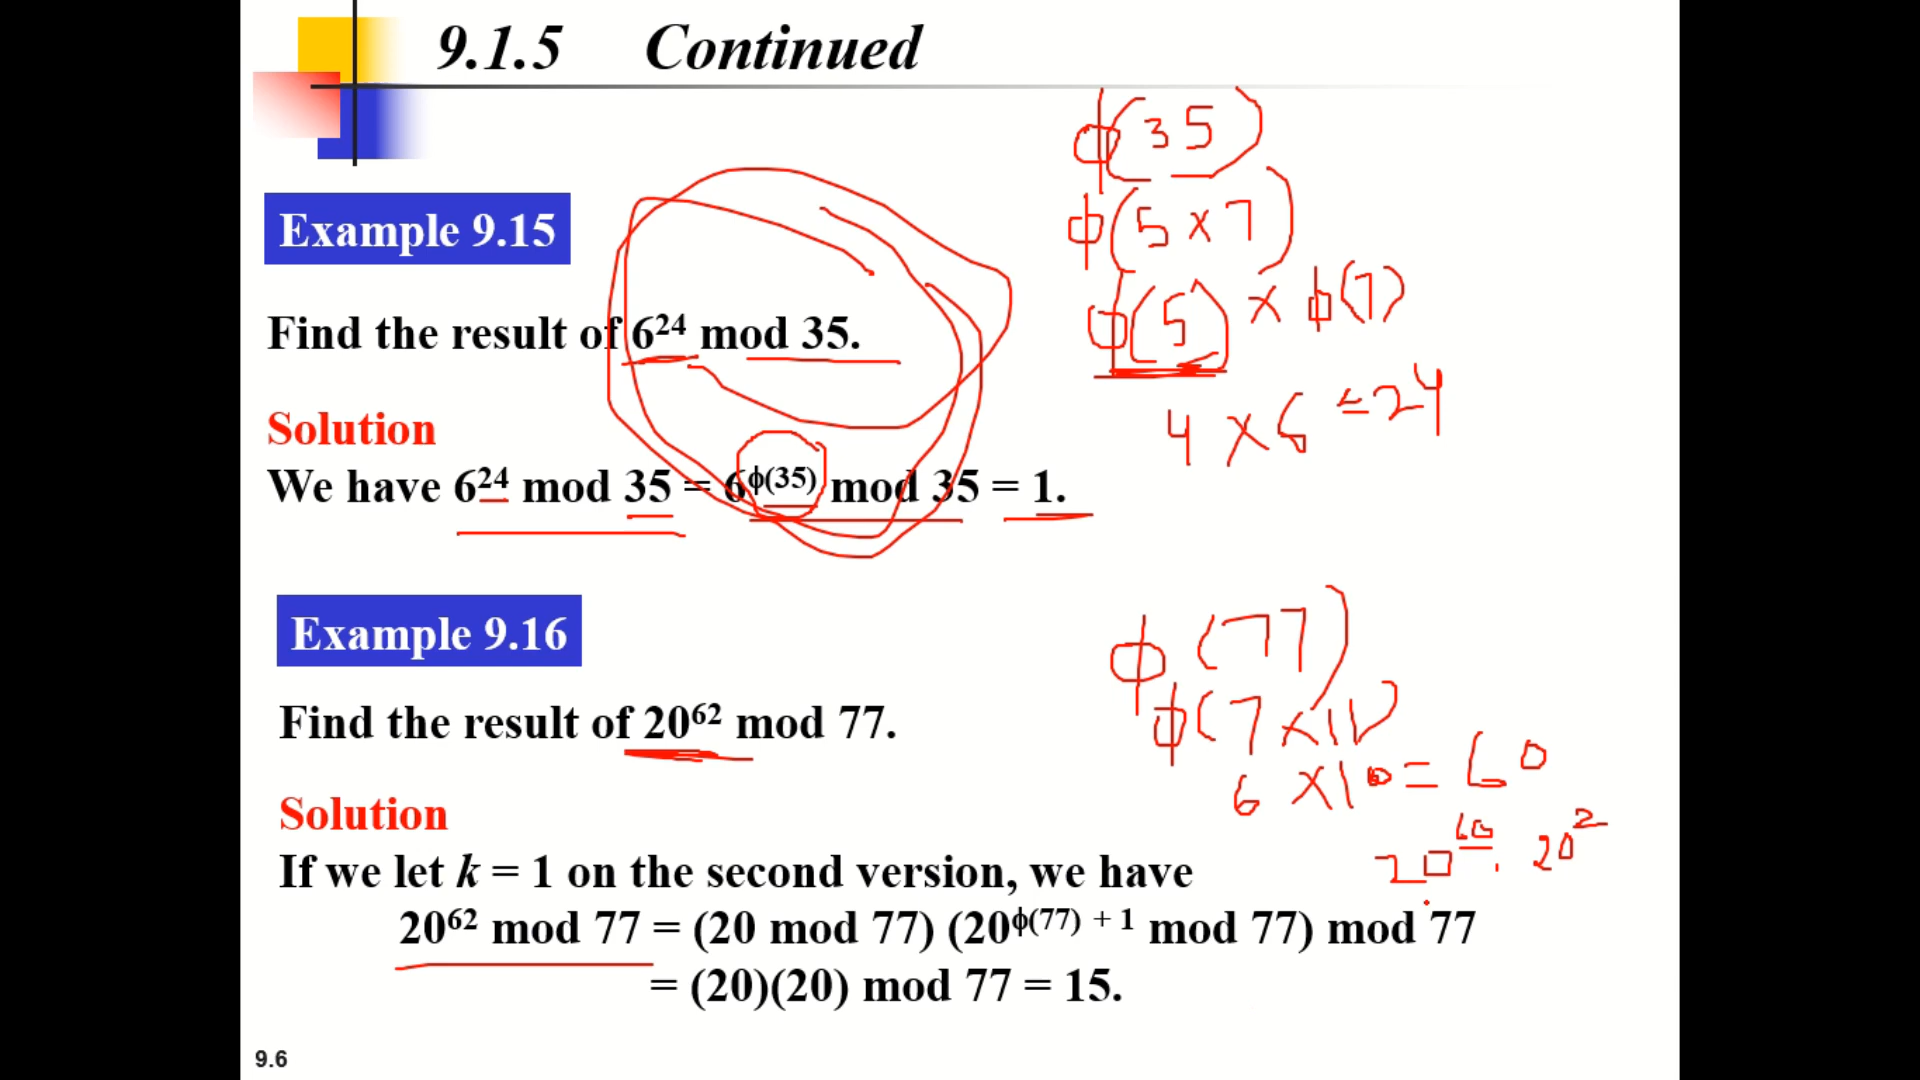 9.1.5 Continued
ϕ(35)
ϕ(5 x 7)
Example 9.15
ϕ(5) x ϕ(7)
Find the result of 6²⁴ mod 35.
4 x 6 = 24
Solution
We have 6²⁴ mod 35 = 6^ϕ(35) mod 35 = 1.
Example 9.16
ϕ(77)
ϕ(7 x 11)
Find the result of 20⁶² mod 77.
6 x 10 = 60
Solution
20⁶⁰ . 20²
If we let k = 1 on the second version, we have
20⁶² mod 77 = (20 mod 77) (20^ϕ(77) + 1 mod 77) mod 77
= (20)(20) mod 77 = 15.
9.6